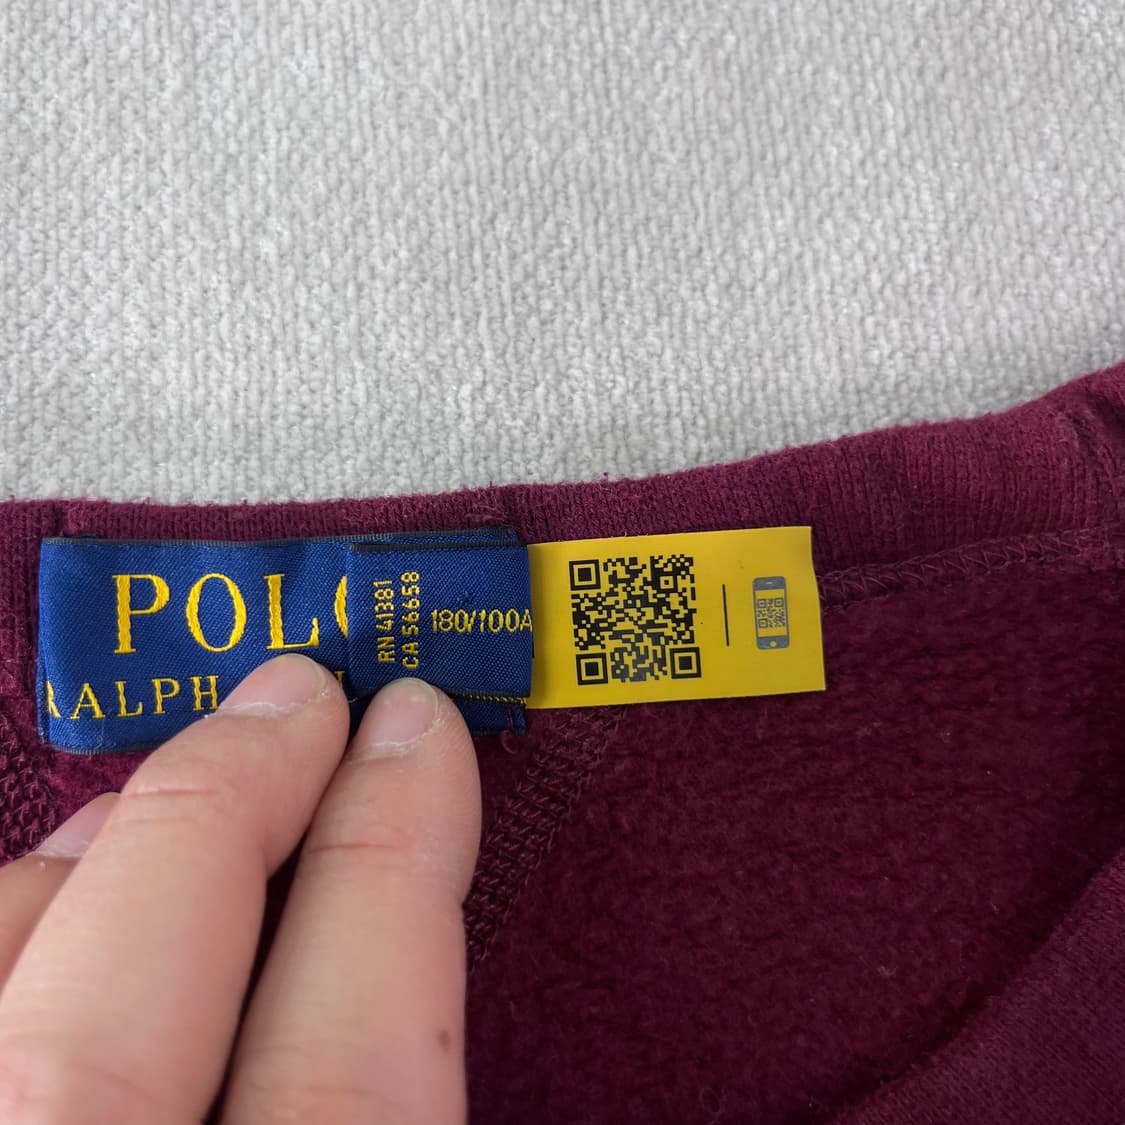 POLO
RALPH
RN 41381
CA 56658
180/100A